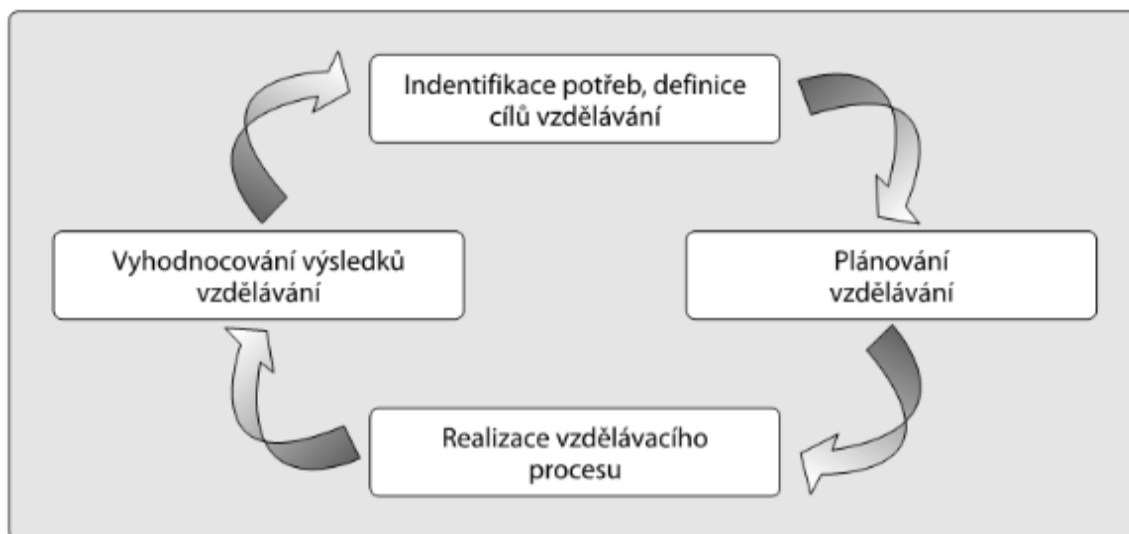 Indentifikace potřeb, definice
cílů vzdělávání
Vyhodnocování výsledků
vzdělávání
Plánování
vzdělávání
Realizace vzdělávacího
procesu